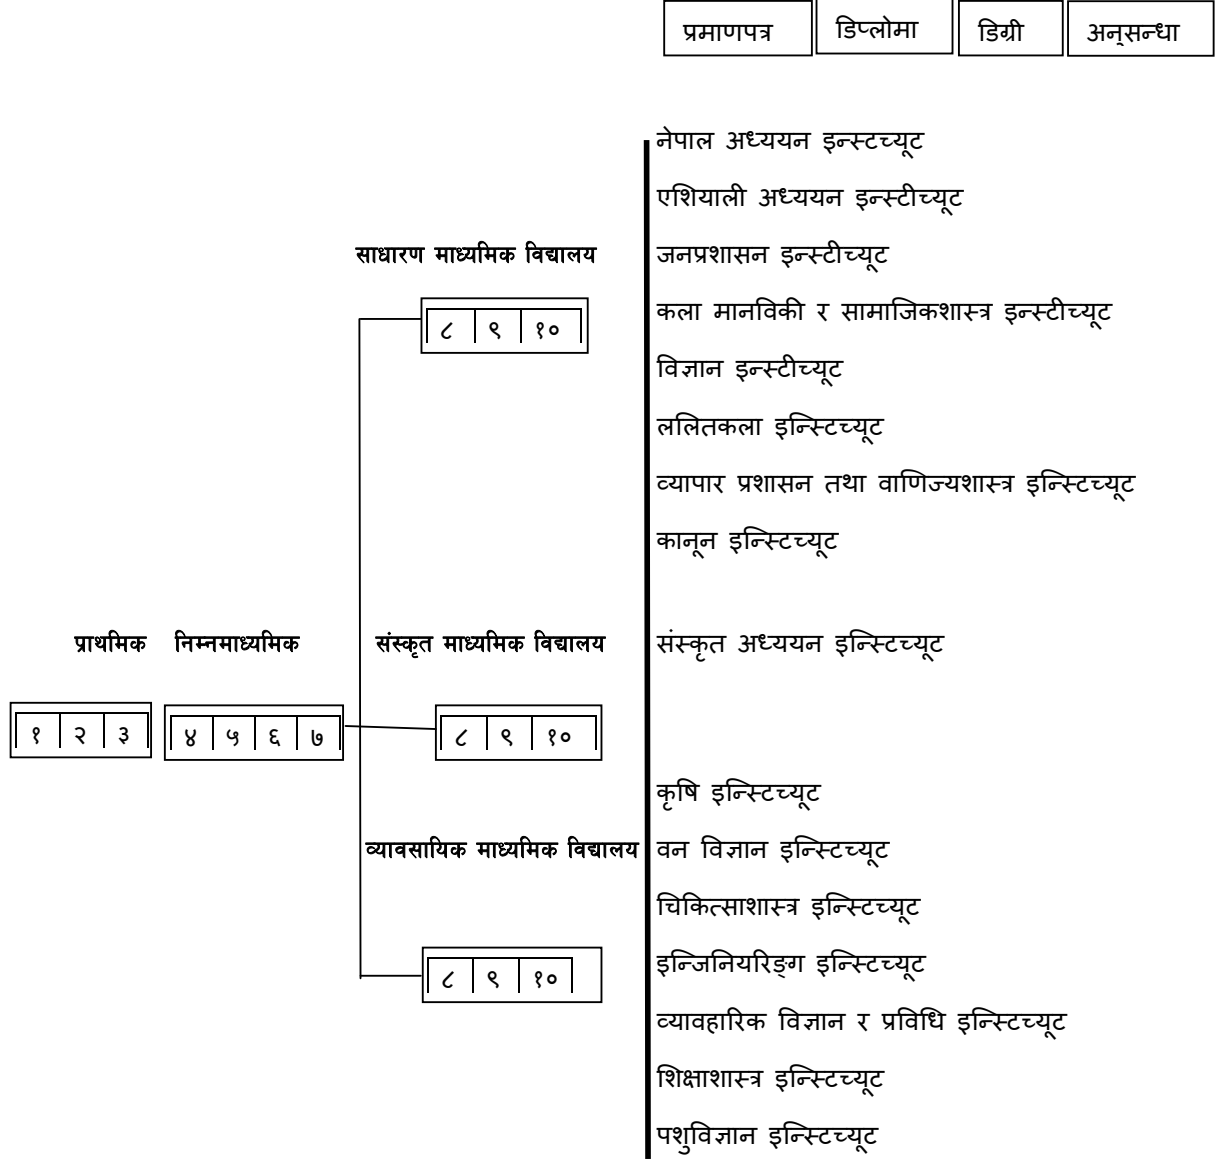 प्रमाणपत्र डिप्लोमा डिग्री अनुसन्धा
नेपाल अध्ययन इन्स्टच्यूट
एशियाली अध्ययन इन्स्टीच्यूट
साधारण माध्यमिक विद्यालय जनप्रशासन इन्स्टीच्यूट
८ ९ १० कला मानविकी र सामाजिकशास्त्र इन्स्टीच्यूट
विज्ञान इन्स्टीच्यूट
ललितकला इन्स्टिच्यूट
व्यापार प्रशासन तथा वाणिज्यशास्त्र इन्स्टिच्यूट
कानून इन्स्टिच्यूट
प्राथमिक निम्नमाध्यमिक संस्कृत माध्यमिक विद्यालय संस्कृत अध्ययन इन्स्टिच्यूट
१ २ ३ ४ ५ ६ ७ ८ ९ १०
कृषि इन्स्टिच्यूट
व्यावसायिक माध्यमिक विद्यालय वन विज्ञान इन्स्टिच्यूट
चिकित्साशास्त्र इन्स्टिच्यूट
८ ९ १० इन्जिनियरिङ्ग इन्स्टिच्यूट
व्यावहारिक विज्ञान र प्रविधि इन्स्टिच्यूट
शिक्षाशास्त्र इन्स्टिच्यूट
पशुविज्ञान इन्स्टिच्यूट